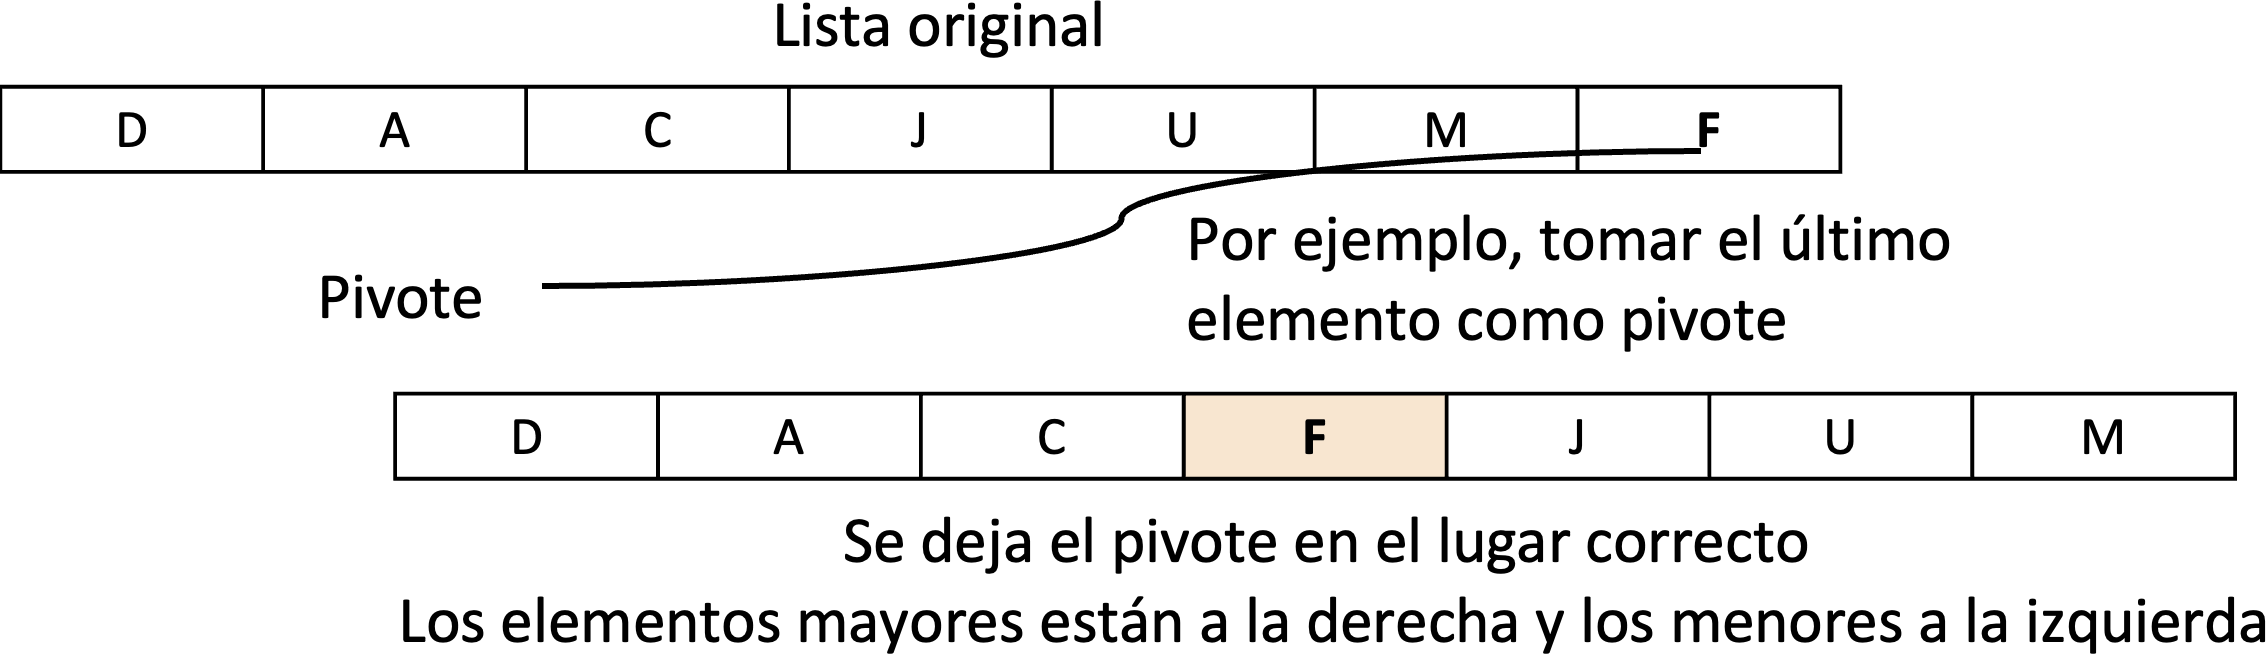 Lista original
D A C J U M F
Por ejemplo, tomar el último
elemento como pivote
Pivote
D A C F J U M
Se deja el pivote en el lugar correcto
Los elementos mayores están a la derecha y los menores a la izquierda